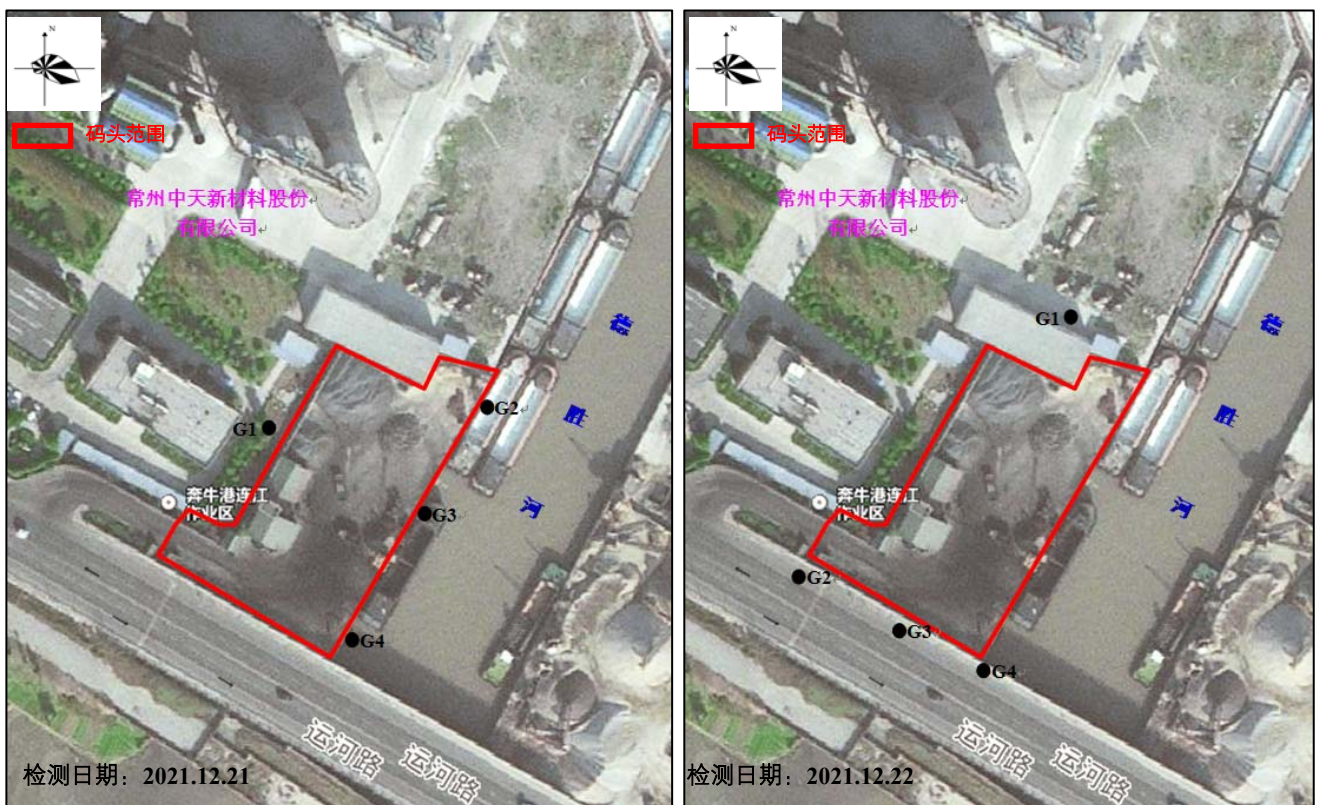 N
码头范围
常州中天新材料股份
有限公司
德
胜
河
G1
G2
G3
G4
奔牛港连江
作业区
运河路 运河路
检测日期：2021.12.21
N
码头范围
常州中天新材料股份
有限公司
德
胜
河
G1
G2
G3
G4
奔牛港连江
作业区
运河路 运河路
检测日期：2021.12.22